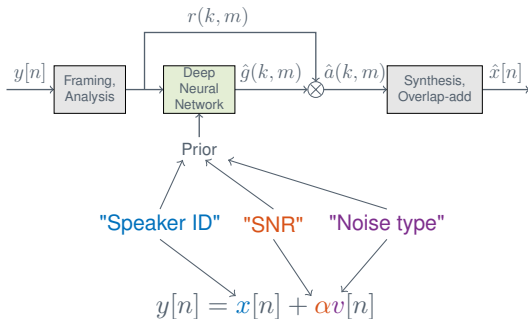 r(k, m)
y[n] Framing, Analysis Deep Neural Network ĝ(k, m) ⊗ â(k, m) Synthesis, Overlap-add x̂[n]
Prior
"Speaker ID" "SNR" "Noise type"
y[n] = x[n] + αv[n]